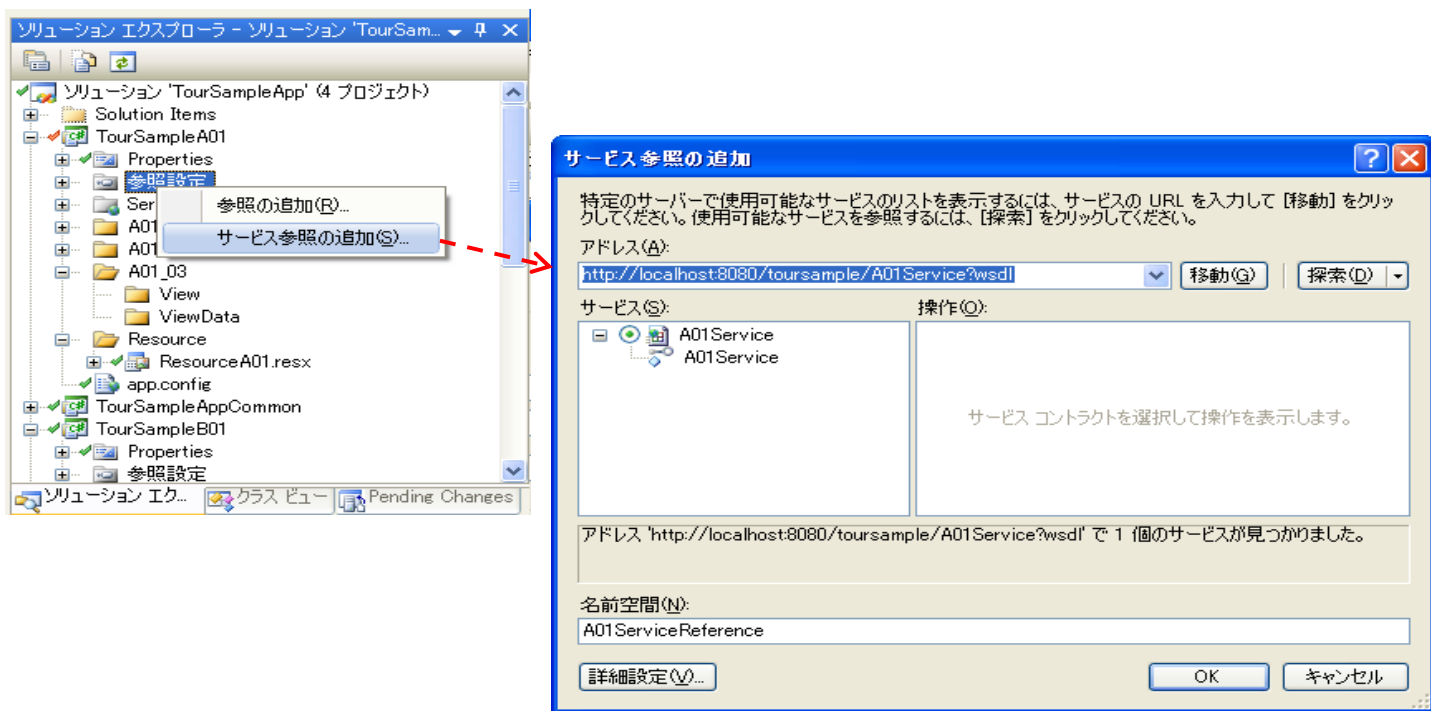 ソリューション エクスプローラ - ソリューション 'TourSam...
ソリューション 'TourSampleApp' (4 プロジェクト)
Solution Items
TourSampleA01
Properties
参照設定
Ser
A01
A01
A01_03
View
ViewData
Resource
ResourceA01.resx
app.config
TourSampleAppCommon
TourSampleB01
Properties
参照設定
ソリューション エク...
クラス ビュー
Pending Changes
参照の追加(R)...
サービス参照の追加(S)...
サービス参照の追加
特定のサーバーで使用可能なサービスのリストを表示するには、サービスの URL を入力して [移動] をクリッ
クしてください。使用可能なサービスを参照するには、[探索] をクリックしてください。
アドレス(A):
http://localhost:8080/toursample/A01Service?wsdl
移動(G)
探索(D)
サービス(S):
操作(O):
A01Service
A01Service
サービス コントラクトを選択して操作を表示します。
アドレス 'http://localhost:8080/toursample/A01Service?wsdl' で 1 個のサービスが見つかりました。
名前空間(N):
A01ServiceReference
詳細設定(V)...
OK
キャンセル